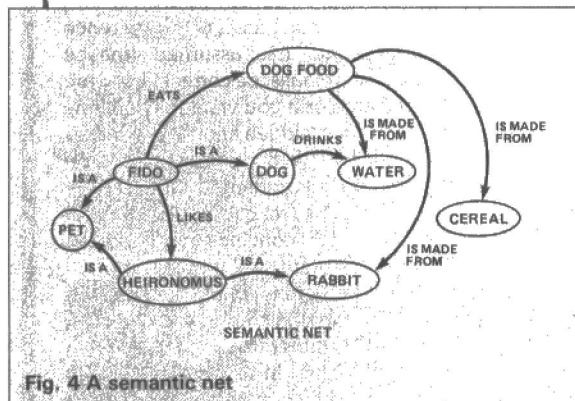 DOG FOOD
EATS
IS MADE
FROM
IS MADE
FROM
DRINKS
IS A
FIDO
DOG
WATER
IS A
LIKES
CEREAL
PET
IS MADE
FROM
IS A
HEIRONOMUS
IS A
RABBIT
SEMANTIC NET
Fig. 4 A semantic net